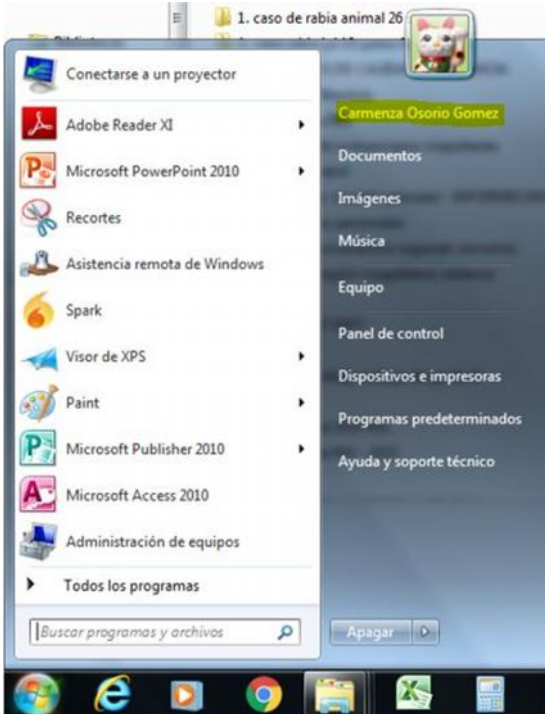 1. caso de rabia animal 26
Conectarse a un proyector
Adobe Reader XI
Microsoft PowerPoint 2010
Recortes
Asistencia remota de Windows
Spark
Visor de XPS
Paint
Microsoft Publisher 2010
Microsoft Access 2010
Administración de equipos
Todos los programas
Buscar programas y archivos
Carmenza Osorio Gomez
Documentos
Imágenes
Música
Equipo
Panel de control
Dispositivos e impresoras
Programas predeterminados
Ayuda y soporte técnico
Apagar